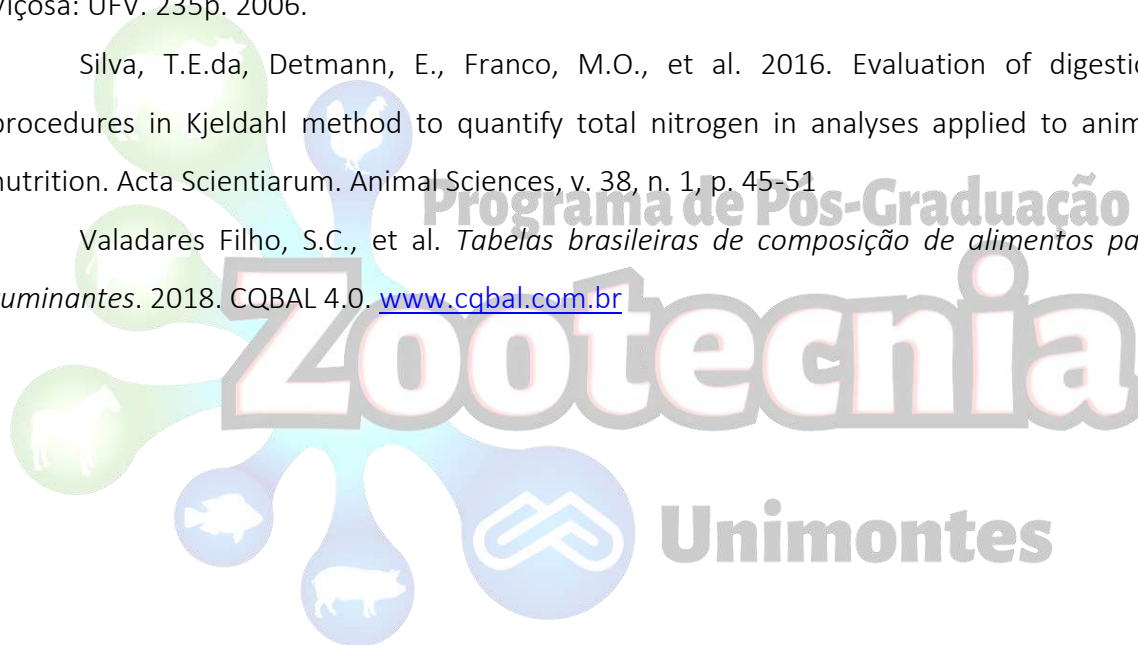 Viçosa: UFV. 235p. 2006.
Silva, T.E.da, Detmann, E., Franco, M.O., et al. 2016. Evaluation of digestio
procedures in Kjeldahl method to quantify total nitrogen in analyses applied to anim
nutrition. Acta Scientiarum. Animal Sciences, v. 38, n. 1, p. 45-51
Programa de Pós-Graduação
Valadares Filho, S.C., et al. Tabelas brasileiras de composição de alimentos pa
ruminantes. 2018. CQBAL 4.0. www.cqbal.com.br
Zootecnia
Unimontes